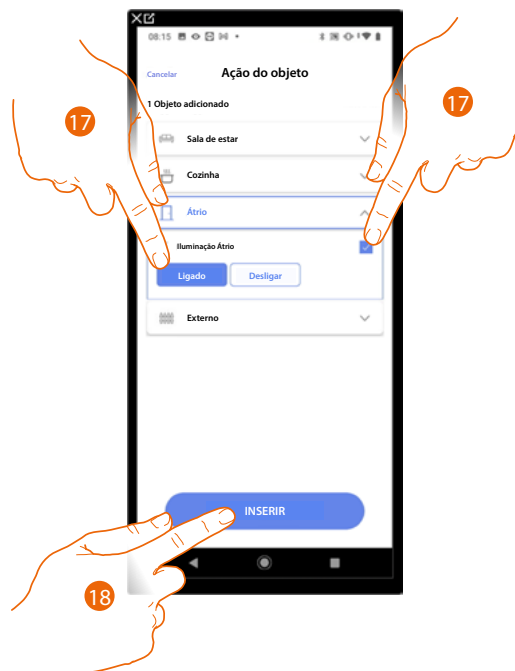 08:15
Cancelar Ação do objeto
1 Objeto adicionado
17
17
Sala de estar
Cozinha
Átrio
Iluminação Átrio
Ligado Desligar
Externo
INSERIR
18